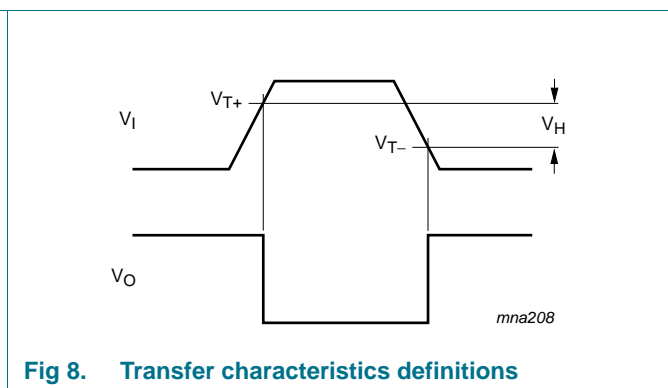 VT+
VI
VH
VT−
VO
mna208
Fig 8. Transfer characteristics definitions